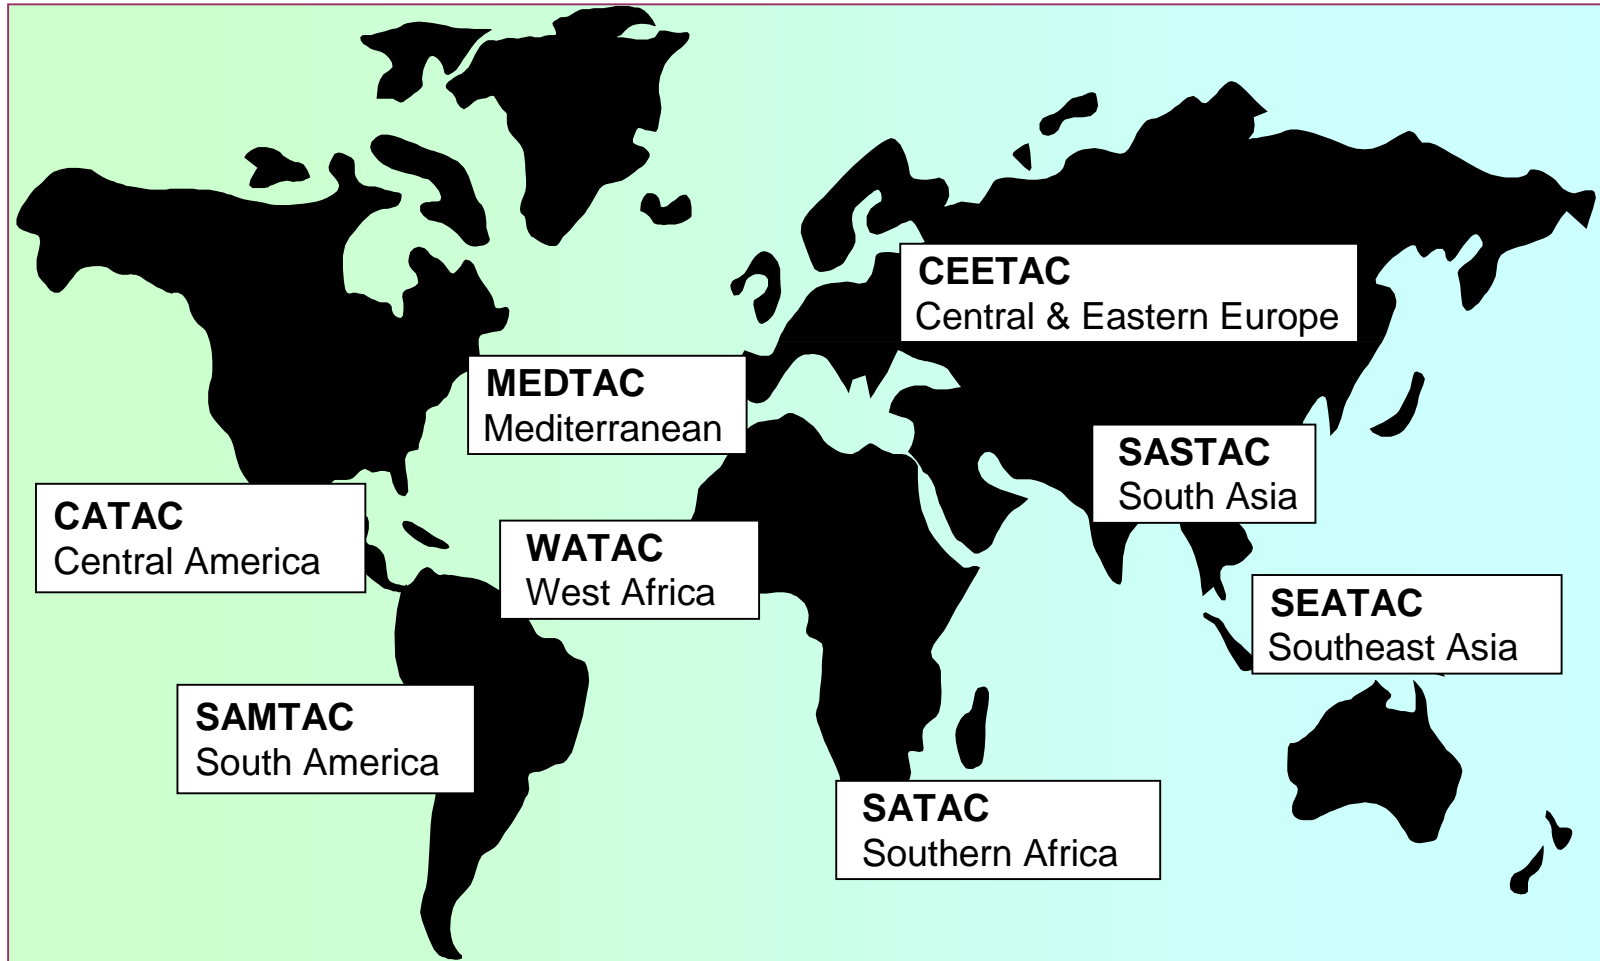 CEETAC
Central & Eastern Europe
MEDTAC
Mediterranean
SASTAC
South Asia
CATAC
Central America
WATAC
West Africa
SEATAC
Southeast Asia
SAMTAC
South America
SATAC
Southern Africa